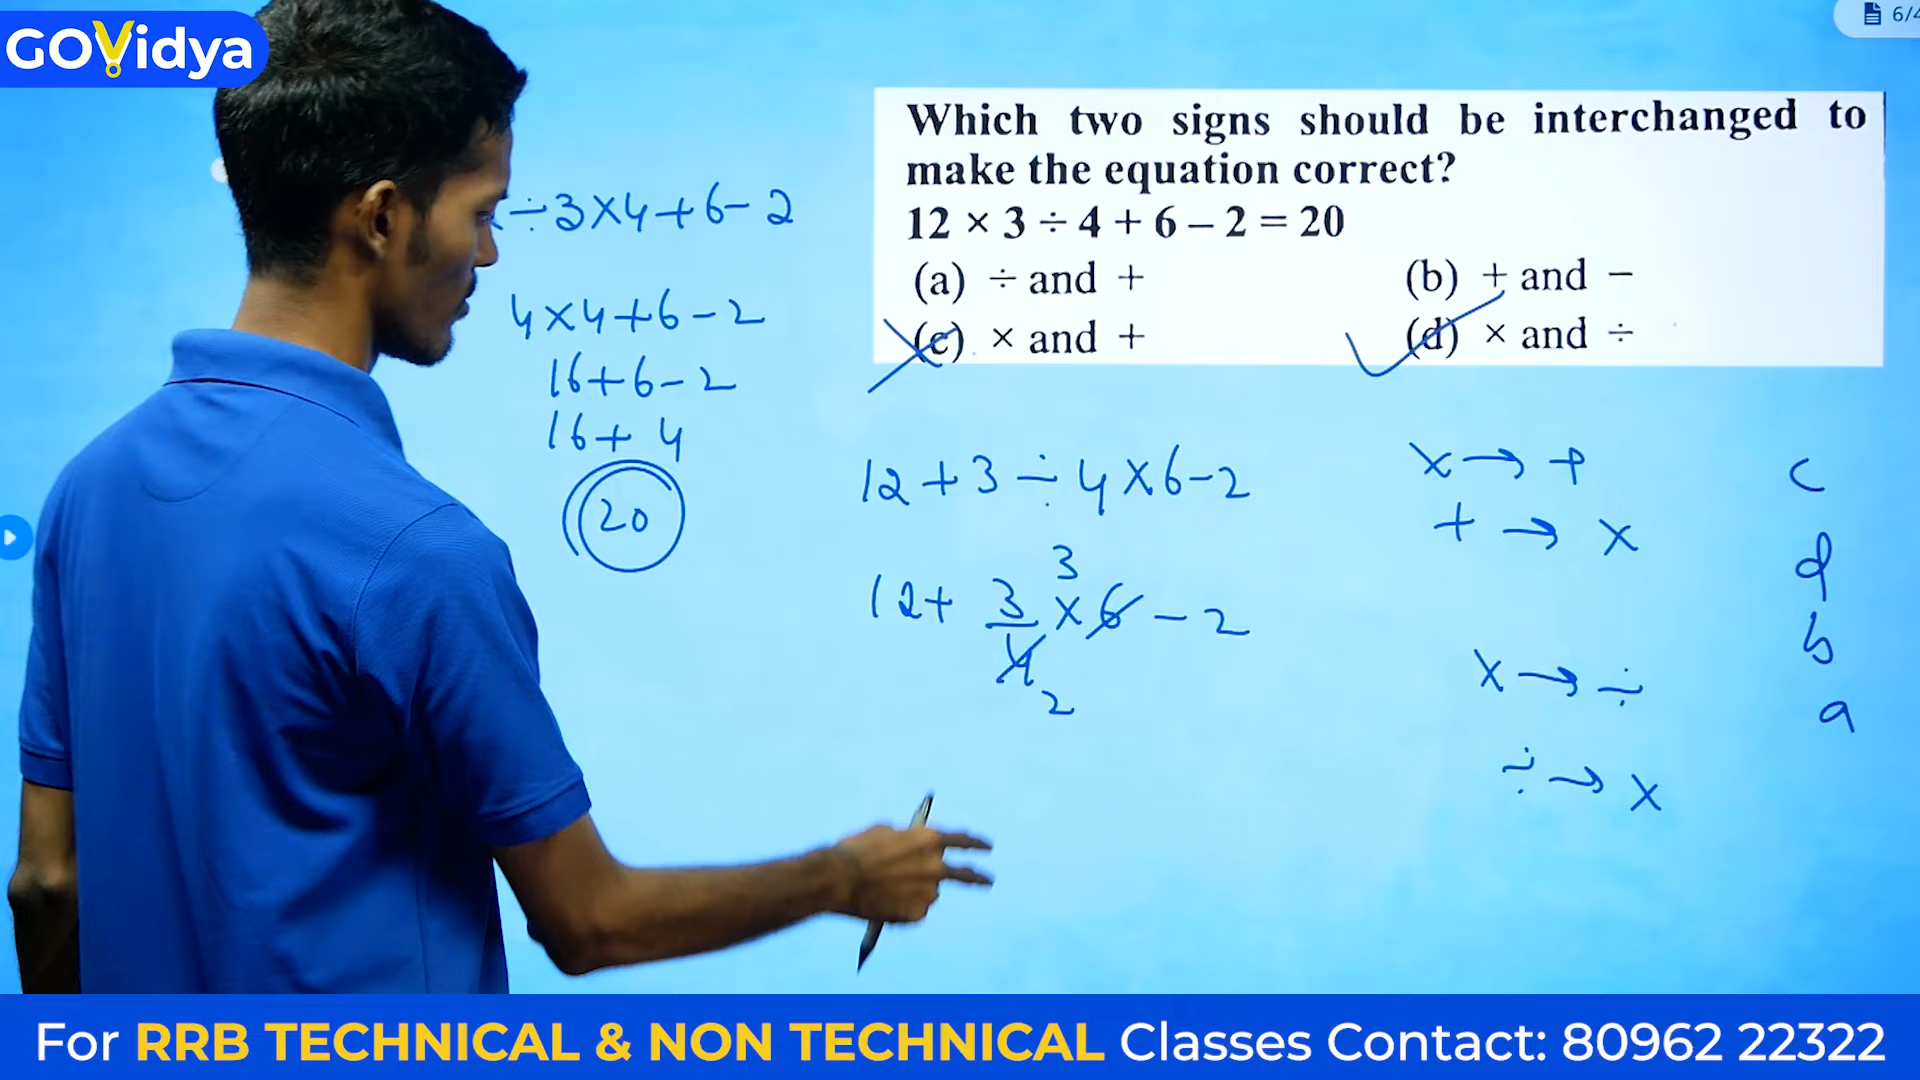 GOVidya
6/4
Which two signs should be interchanged to
make the equation correct?
12 × 3 ÷ 4 + 6 – 2 = 20
(a) ÷ and +
(b) + and –
(c) × and +
(d) × and ÷
÷3×4+6-2
4×4+6-2
16+6-2
16+4
20
12+3÷4×6-2
3
12+ 3/4 ×6-2
2
×→+
+→×
×→÷
÷→×
c
d
b
a
For RRB TECHNICAL & NON TECHNICAL Classes Contact: 80962 22322